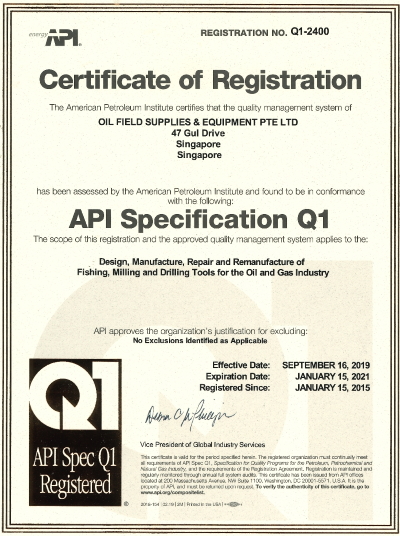 energy API®
REGISTRATION NO. Q1-2400
Certificate of Registration
The American Petroleum Institute certifies that the quality management system of
OIL FIELD SUPPLIES & EQUIPMENT PTE LTD
47 Gul Drive
Singapore
Singapore
has been assessed by the American Petroleum Institute and found to be in conformance
with the following:
API Specification Q1
The scope of this registration and the approved quality management system applies to the:
Design, Manufacture, Repair and Remanufacture of
Fishing, Milling and Drilling Tools for the Oil and Gas Industry
API approves the organization's justification for excluding:
No Exclusions Identified as Applicable
Effective Date: SEPTEMBER 16, 2019
Expiration Date: JANUARY 15, 2021
Registered Since: JANUARY 15, 2015
Q1
API Spec Q1
Registered
Vice President of Global Industry Services
This certificate is valid for the period specified herein. The registered organization must continually meet
all requirements of API Spec Q1, Specification for Quality Programs for the Petroleum, Petrochemical and
Natural Gas Industry, and the requirements of the Registration Agreement. Registration is maintained and
regularly monitored through annual full system audits. This certificate has been issued from API offices
located at 200 Massachusetts Avenue, NW Suite 1100, Washington, DC 20001-5571, U.S.A. It is the
property of API and must be returned upon request. To verify the authenticity of this certificate, go to
www.api.org/compositelist.
Printed in the USA